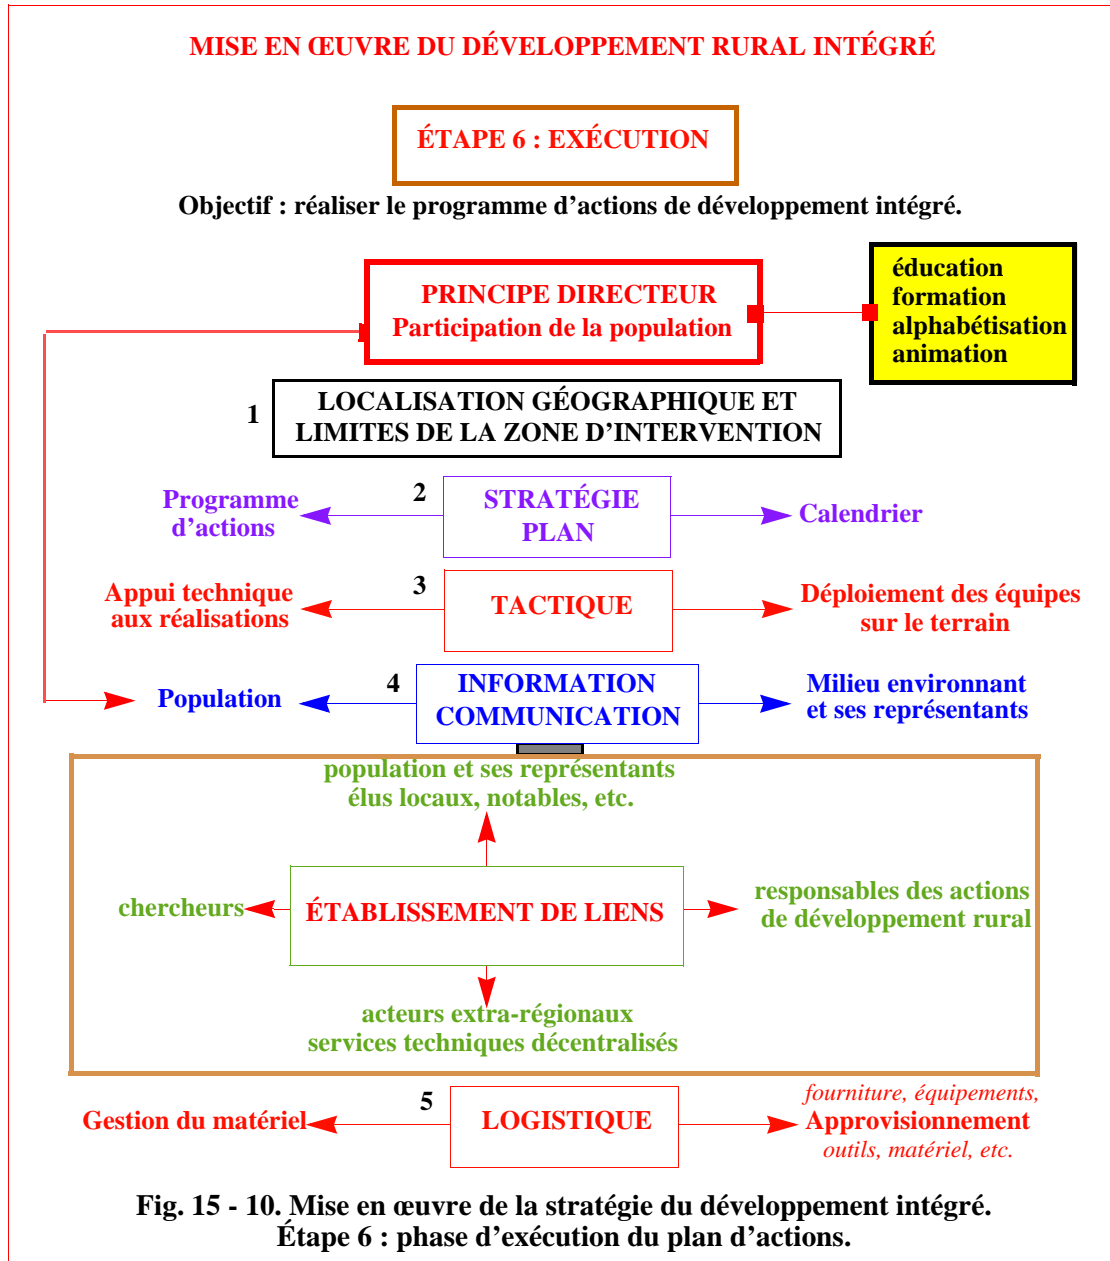 MISE EN ŒUVRE DU DÉVELOPPEMENT RURAL INTÉGRÉ
ÉTAPE 6 : EXÉCUTION
Objectif : réaliser le programme d’actions de développement intégré.
PRINCIPE DIRECTEUR
Participation de la population
éducation
formation
alphabétisation
animation
1
LOCALISATION GÉOGRAPHIQUE ET
LIMITES DE LA ZONE D’INTERVENTION
Programme
d’actions
2
STRATÉGIE
PLAN
Calendrier
Appui technique
aux réalisations
3
TACTIQUE
Déploiement des équipes
sur le terrain
Population
4
INFORMATION
COMMUNICATION
Milieu environnant
et ses représentants
population et ses représentants
élus locaux, notables, etc.
chercheurs
ÉTABLISSEMENT DE LIENS
responsables des actions
de développement rural
acteurs extra-régionaux
services techniques décentralisés
Gestion du matériel
5
LOGISTIQUE
fourniture, équipements,
Approvisionnement
outils, matériel, etc.
Fig. 15 - 10. Mise en œuvre de la stratégie du développement intégré.
Étape 6 : phase d’exécution du plan d’actions.